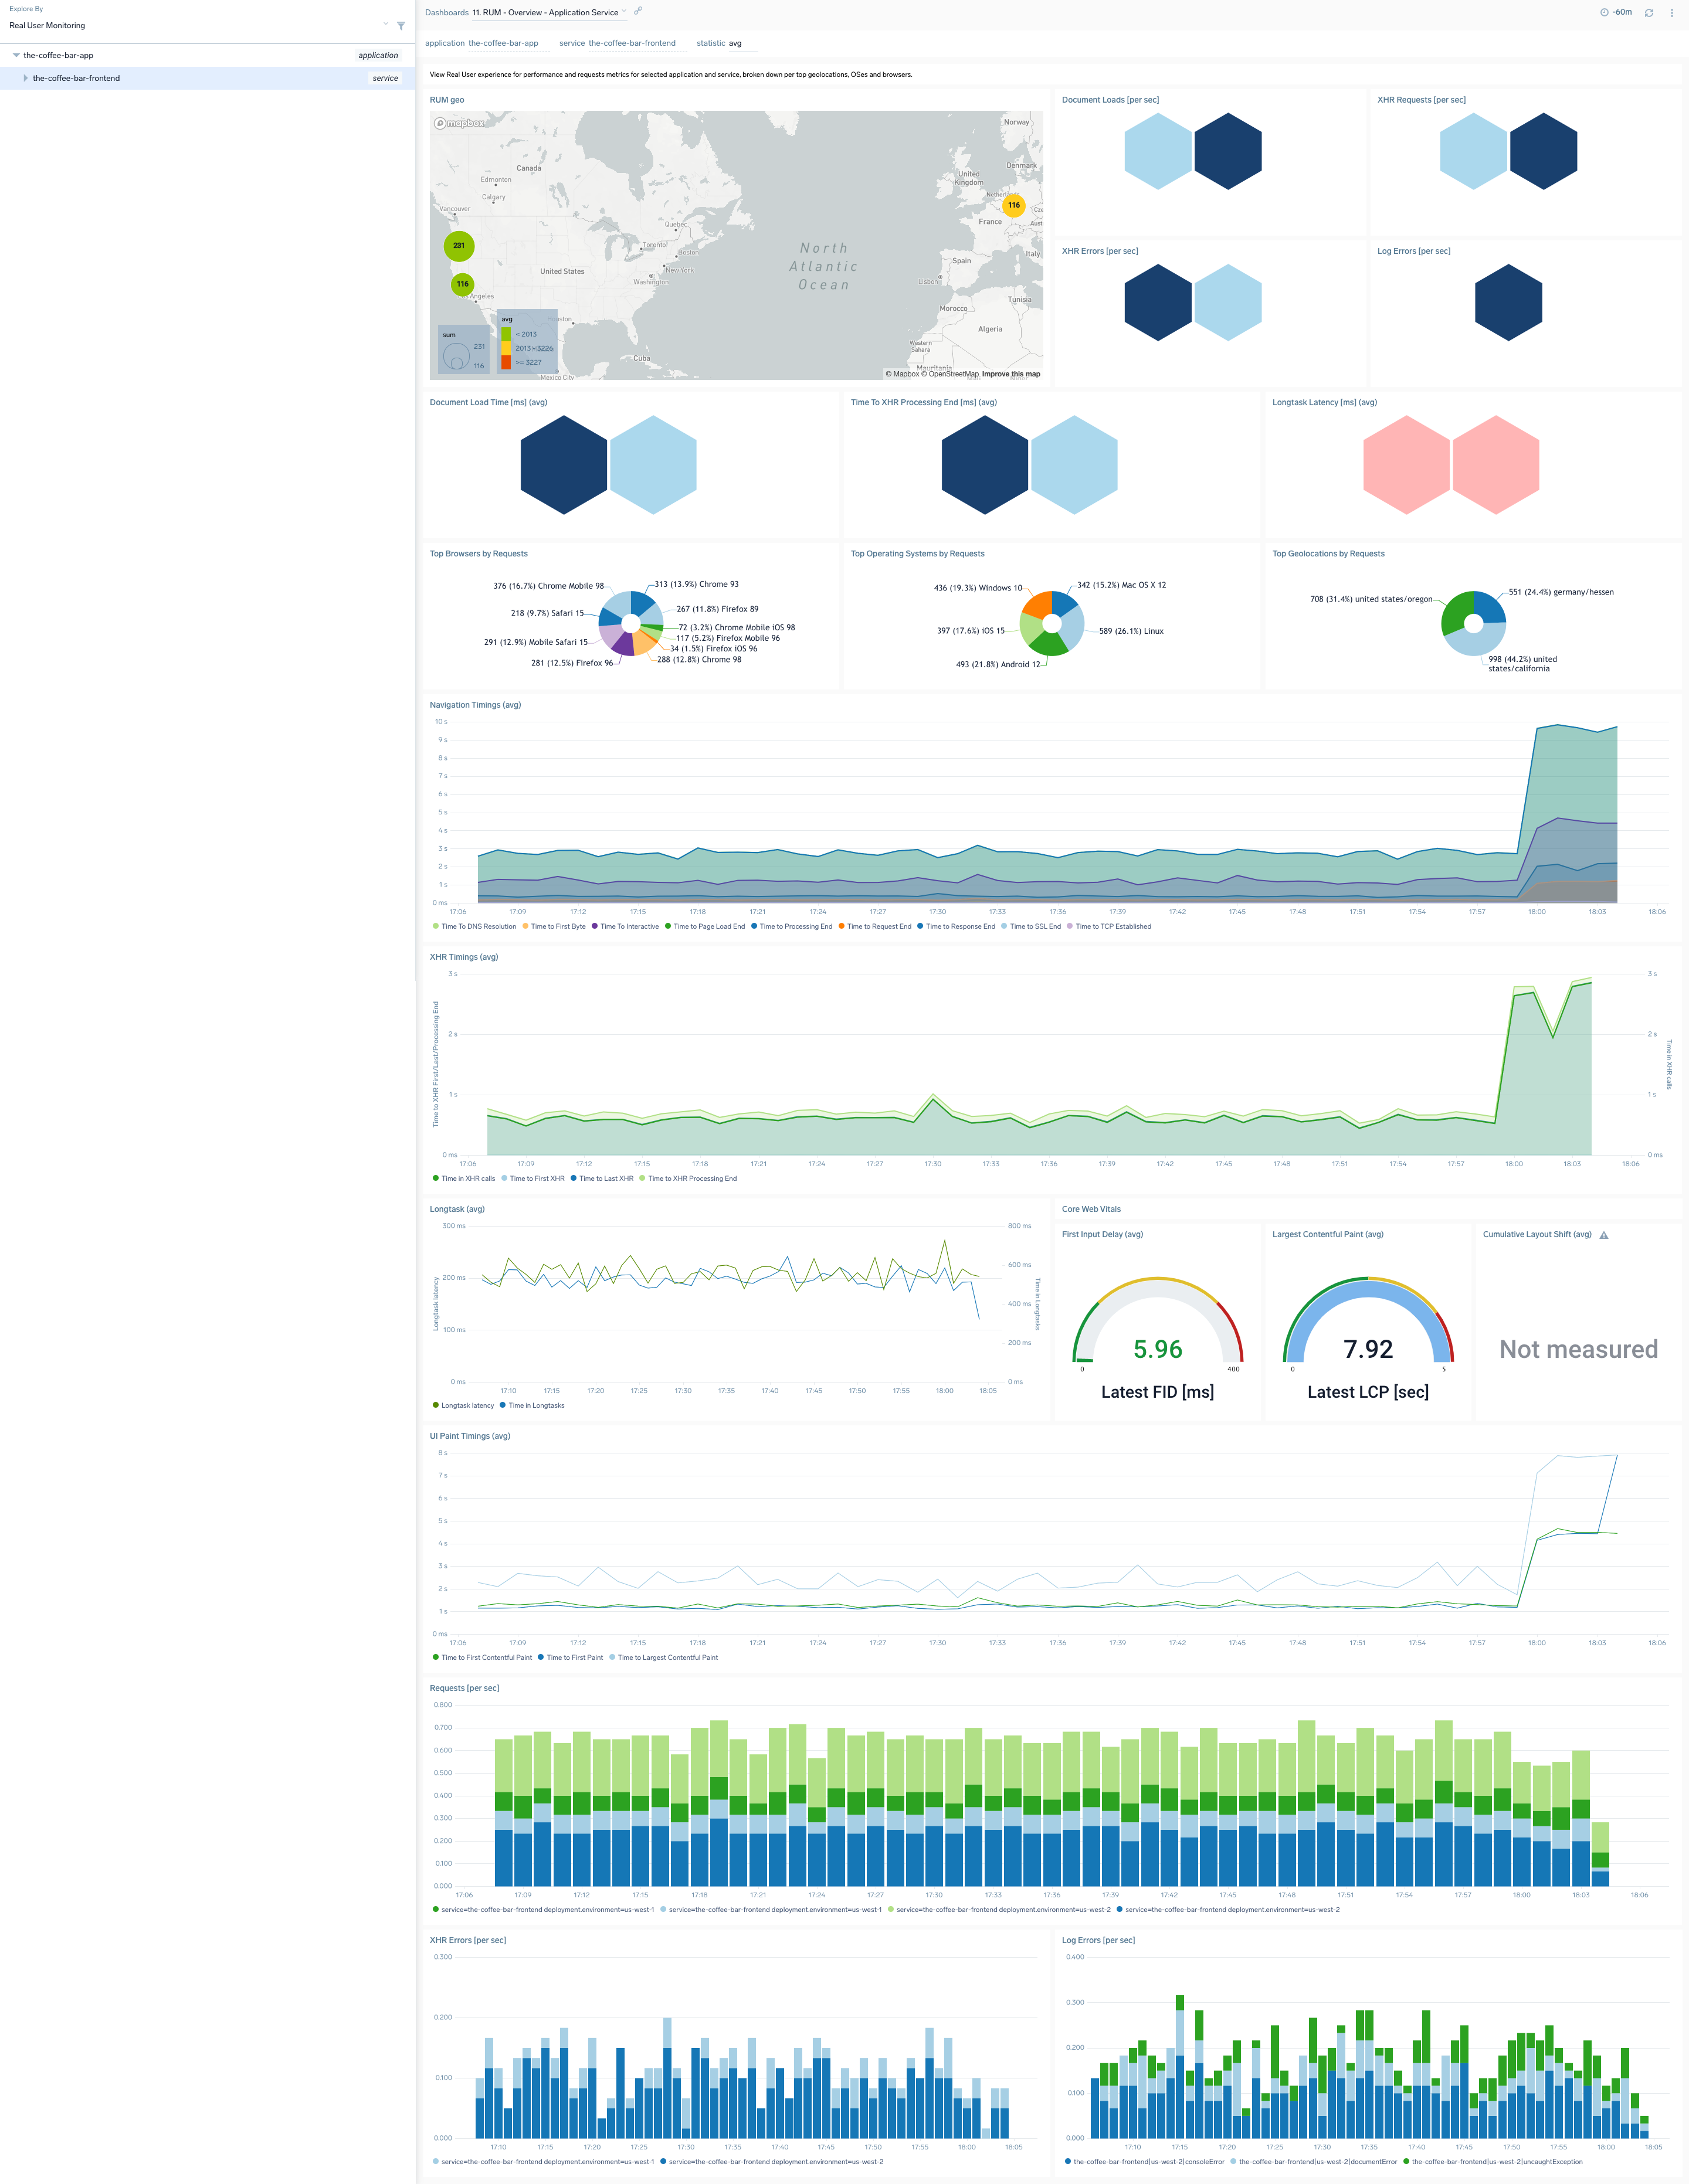 Explore By
Real User Monitoring
the-coffee-bar-app application
the-coffee-bar-frontend service
Dashboards 11. RUM - Overview - Application Service
-60m
application the-coffee-bar-app service the-coffee-bar-frontend statistic avg
View Real User experience for performance and requests metrics for selected application and service, broken down per top geolocations, OSes and browsers.
RUM geo
mapbox
Norway
Canada
Denmark
Edmonton
United
Kingdom
Calgary
Vancouver
116
France
Quebec
231
Toronto
Boston
North
Atlantic
Ocean
Italy
New York
Spain
United States
116
Washington
Lisbon
Tunisia
Morocco
Algeria
sum
231
116
avg
< 2013
2013 - 3226
>= 3227
Houston
Western
Sahara
Cuba
Mauritania
Mexico City
© Mapbox © OpenStreetMap Improve this map
Document Loads [per sec]
XHR Requests [per sec]
XHR Errors [per sec]
Log Errors [per sec]
Document Load Time [ms] (avg)
Time To XHR Processing End [ms] (avg)
Longtask Latency [ms] (avg)
Top Browsers by Requests
376 (16.7%) Chrome Mobile 98
313 (13.9%) Chrome 93
218 (9.7%) Safari 15
267 (11.8%) Firefox 89
72 (3.2%) Chrome Mobile iOS 98
291 (12.9%) Mobile Safari 15
117 (5.2%) Firefox Mobile 96
34 (1.5%) Firefox iOS 96
281 (12.5%) Firefox 96
288 (12.8%) Chrome 98
Top Operating Systems by Requests
436 (19.3%) Windows 10
342 (15.2%) Mac OS X 12
397 (17.6%) iOS 15
589 (26.1%) Linux
493 (21.8%) Android 12
Top Geolocations by Requests
708 (31.4%) united states/oregon
551 (24.4%) germany/hessen
998 (44.2%) united
states/california
Navigation Timings (avg)
10 s
9 s
8 s
7 s
6 s
5 s
4 s
3 s
2 s
1 s
0 ms
17:06 17:09 17:12 17:15 17:18 17:21 17:24 17:27 17:30 17:33 17:36 17:39 17:42 17:45 17:48 17:51 17:54 17:57 18:00 18:03 18:06
Time To DNS Resolution Time to First Byte Time To Interactive Time to Page Load End Time to Processing End Time to Request End Time to Response End Time to SSL End Time to TCP Established
XHR Timings (avg)
Time to XHR First/Last/Processing End
3 s
2 s
1 s
0 ms
3 s
2 s
1 s
0 ms
Time in XHR calls
17:06 17:09 17:12 17:15 17:18 17:21 17:24 17:27 17:30 17:33 17:36 17:39 17:42 17:45 17:48 17:51 17:54 17:57 18:00 18:03 18:06
Time in XHR calls Time to First XHR Time to Last XHR Time to XHR Processing End
Longtask (avg)
Longtask latency
300 ms
200 ms
100 ms
0 ms
800 ms
600 ms
400 ms
200 ms
0 ms
Time in Longtasks
17:10 17:15 17:20 17:25 17:30 17:35 17:40 17:45 17:50 17:55 18:00 18:05
Longtask latency Time in Longtasks
Core Web Vitals
First Input Delay (avg)
5.96
0 400
Latest FID [ms]
Largest Contentful Paint (avg)
7.92
0 5
Latest LCP [sec]
Cumulative Layout Shift (avg)
Not measured
UI Paint Timings (avg)
8 s
7 s
6 s
5 s
4 s
3 s
2 s
1 s
0 ms
17:06 17:09 17:12 17:15 17:18 17:21 17:24 17:27 17:30 17:33 17:36 17:39 17:42 17:45 17:48 17:51 17:54 17:57 18:00 18:03 18:06
Time to First Contentful Paint Time to First Paint Time to Largest Contentful Paint
Requests [per sec]
0.800
0.700
0.600
0.500
0.400
0.300
0.200
0.100
0.000
17:06 17:09 17:12 17:15 17:18 17:21 17:24 17:27 17:30 17:33 17:36 17:39 17:42 17:45 17:48 17:51 17:54 17:57 18:00 18:03 18:06
service=the-coffee-bar-frontend deployment.environment=us-west-1 service=the-coffee-bar-frontend deployment.environment=us-west-1 service=the-coffee-bar-frontend deployment.environment=us-west-2 service=the-coffee-bar-frontend deployment.environment=us-west-2
XHR Errors [per sec]
0.300
0.200
0.100
0.000
17:10 17:15 17:20 17:25 17:30 17:35 17:40 17:45 17:50 17:55 18:00 18:05
service=the-coffee-bar-frontend deployment.environment=us-west-1 service=the-coffee-bar-frontend deployment.environment=us-west-2
Log Errors [per sec]
0.400
0.300
0.200
0.100
0.000
17:10 17:15 17:20 17:25 17:30 17:35 17:40 17:45 17:50 17:55 18:00 18:05
the-coffee-bar-frontend|us-west-2|consoleError the-coffee-bar-frontend|us-west-2|documentError the-coffee-bar-frontend|us-west-2|uncaughtException